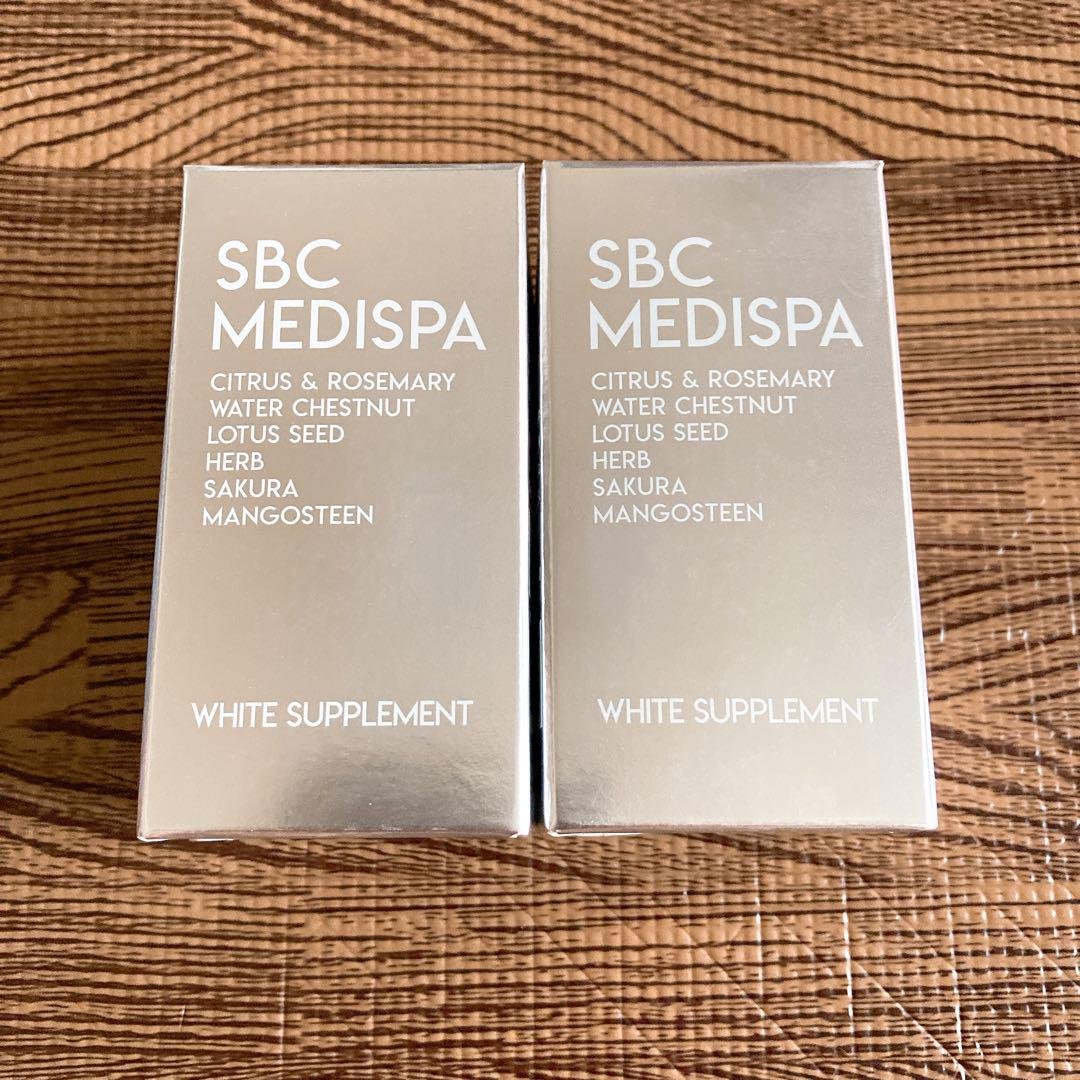 SBC
MEDISPA
CITRUS & ROSEMARY
WATER CHESTNUT
LOTUS SEED
HERB
SAKURA
MANGOSTEEN
WHITE SUPPLEMENT
SBC
MEDISPA
CITRUS & ROSEMARY
WATER CHESTNUT
LOTUS SEED
HERB
SAKURA
MANGOSTEEN
WHITE SUPPLEMENT